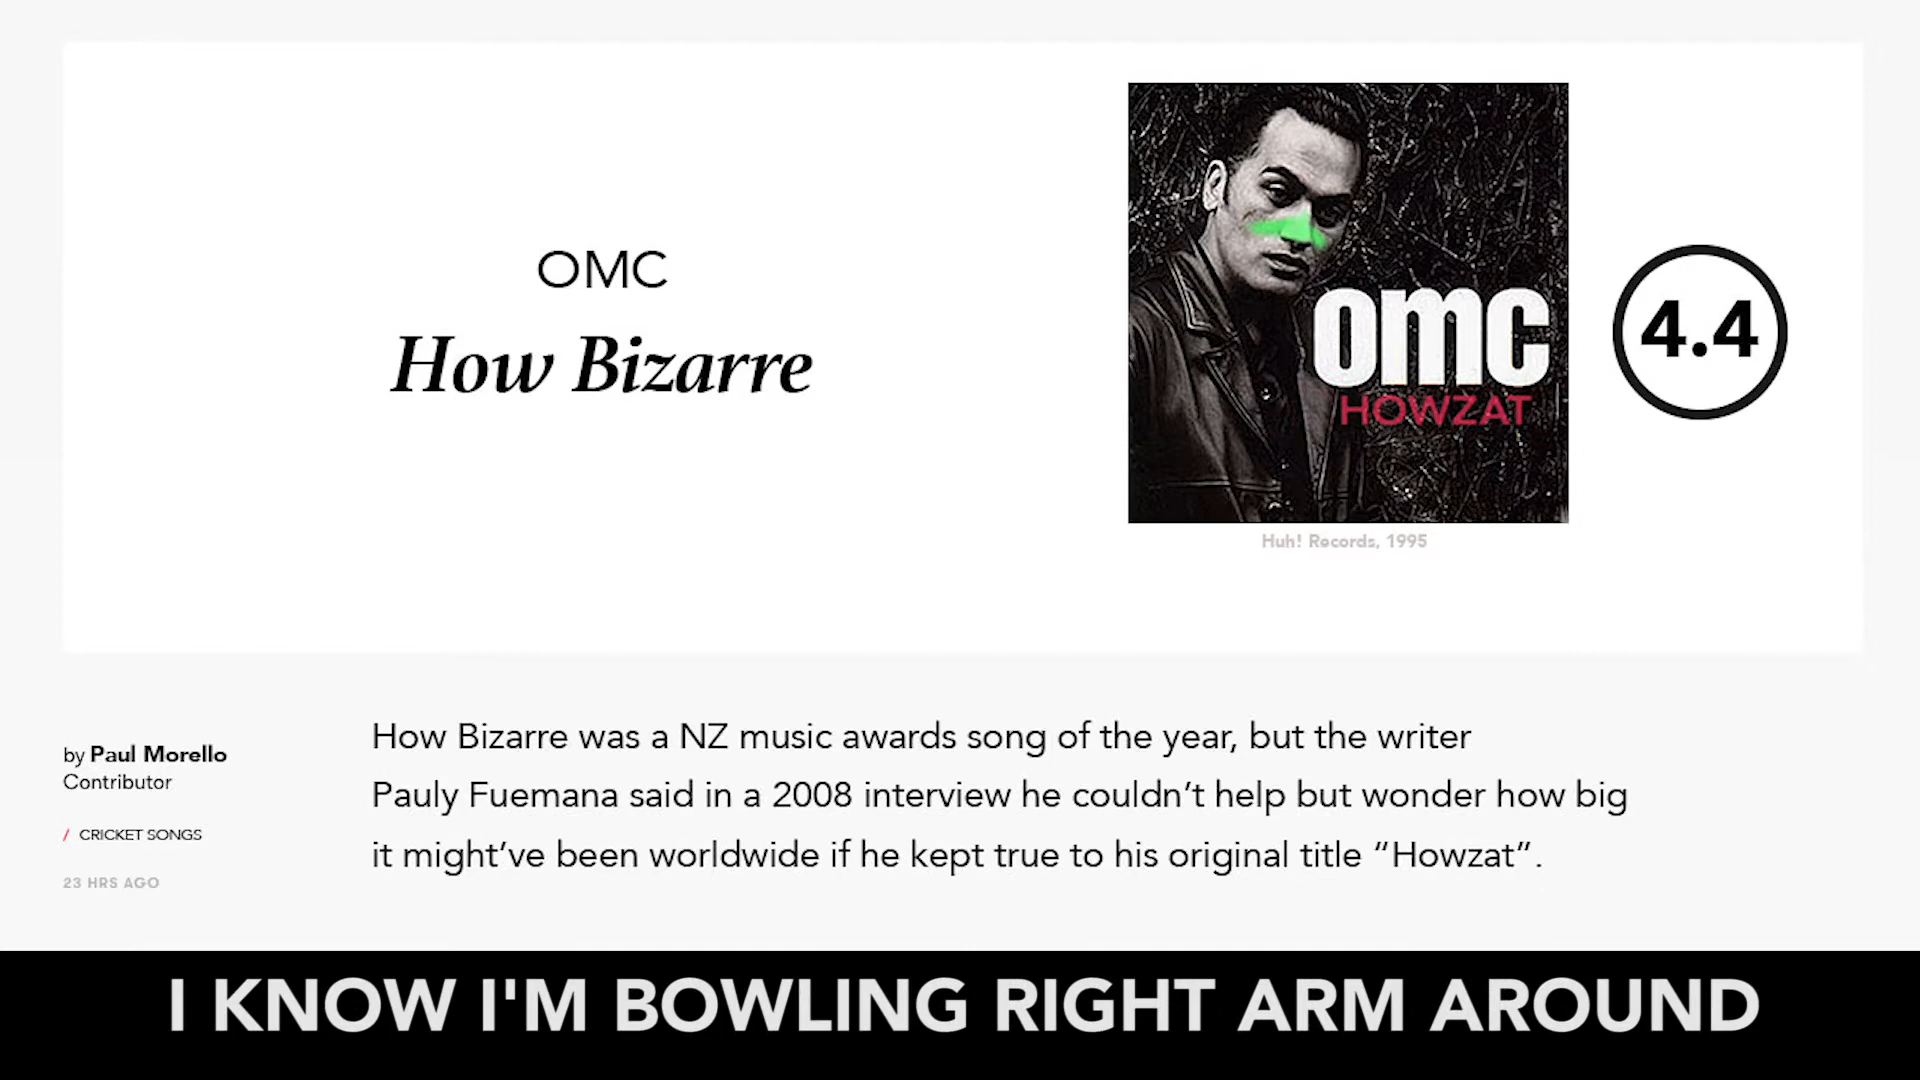 OMC
How Bizarre
omc
HOWZAT
4.4
Huh! Records, 1995
by Paul Morello
Contributor
/ CRICKET SONGS
23 HRS AGO
How Bizarre was a NZ music awards song of the year, but the writer
Pauly Fuemana said in a 2008 interview he couldn’t help but wonder how big
it might’ve been worldwide if he kept true to his original title “Howzat”.
I KNOW I'M BOWLING RIGHT ARM AROUND